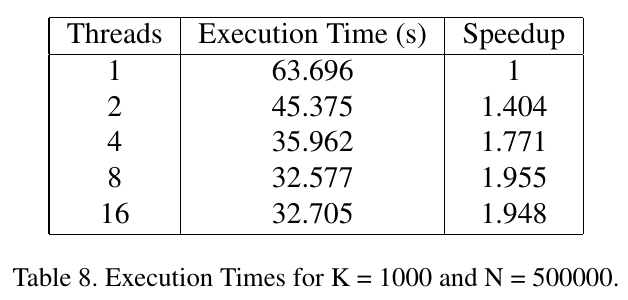 Threads Execution Time (s) Speedup
1 63.696 1
2 45.375 1.404
4 35.962 1.771
8 32.577 1.955
16 32.705 1.948
Table 8. Execution Times for K = 1000 and N = 500000.